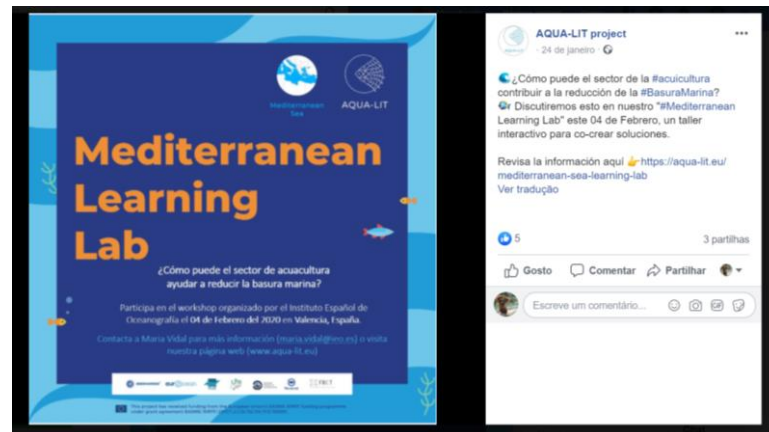 Mediterranean
Sea
AQUA-LIT
Mediterranean
Learning
Lab
¿Cómo puede el sector de acuacultura
ayudar a reducir la basura marina?
Participa en el workshop organizado por el Instituto Español de
Oceanografía el 04 de Febrero del 2020 en Valencia, España.
Contacta a Maria Vidal para más información (maria.vidal@ieo.es) o visita
nuestra página web (www.aqua-lit.eu)
AQUA-LIT project
24 de janeiro ·
¿Cómo puede el sector de la #acuicultura
contribuir a la reducción de la #BasuraMarina?
Discutiremos esto en nuestro "#Mediterranean
Learning Lab" este 04 de Febrero, un taller
interactivo para co-crear soluciones.
Revisa la información aquí https://aqua-lit.eu/
mediterranean-sea-learning-lab
Ver tradução
5
3 partilhas
Gosto
Comentar
Partilhar
Escreve um comentário...
GIF